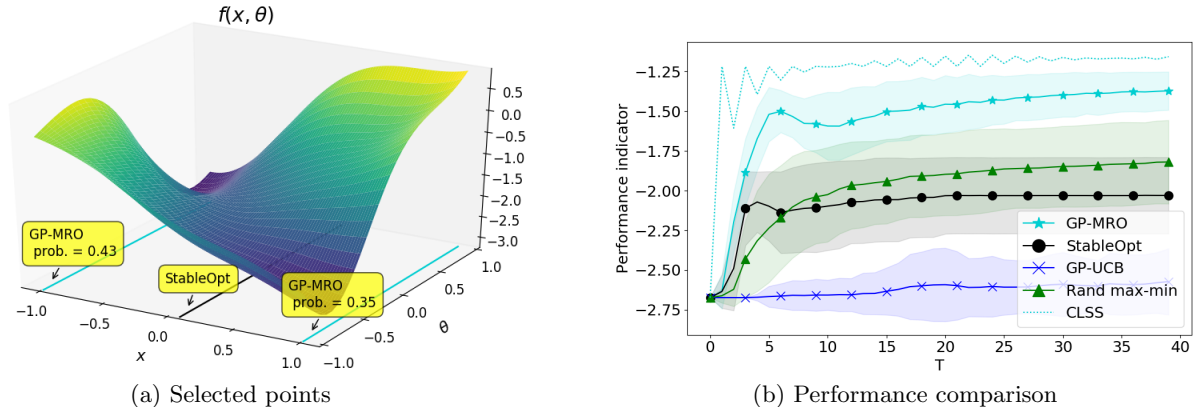 f(x, θ)
0.5
0.0
−0.5
−1.0
−1.5
−2.0
−2.5
−3.0
GP-MRO
prob. = 0.43
StableOpt
GP-MRO
prob. = 0.35
−1.0
−0.5
0.0
0.5
1.0
x
−1.0
−0.5
0.0
0.5
1.0
θ
(a) Selected points
Performance indicator
−1.25
−1.50
−1.75
−2.00
−2.25
−2.50
−2.75
GP-MRO
StableOpt
GP-UCB
Rand max-min
CLSS
0 5 10 15 20 25 30 35 40
T
(b) Performance comparison